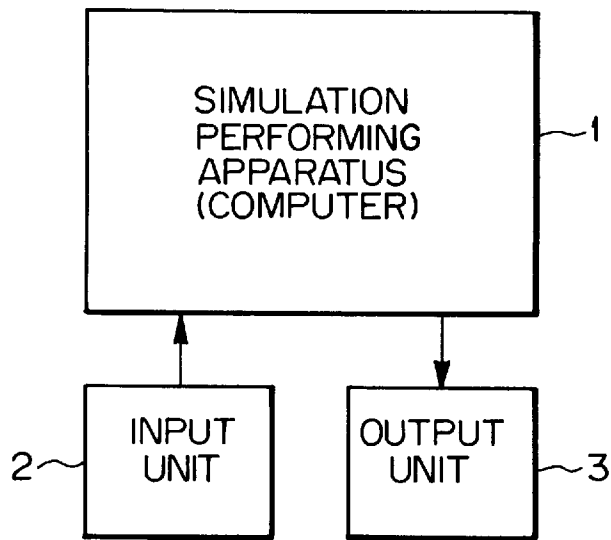 SIMULATION
PERFORMING
APPARATUS
(COMPUTER)
1
INPUT
UNIT
2
OUTPUT
UNIT
3